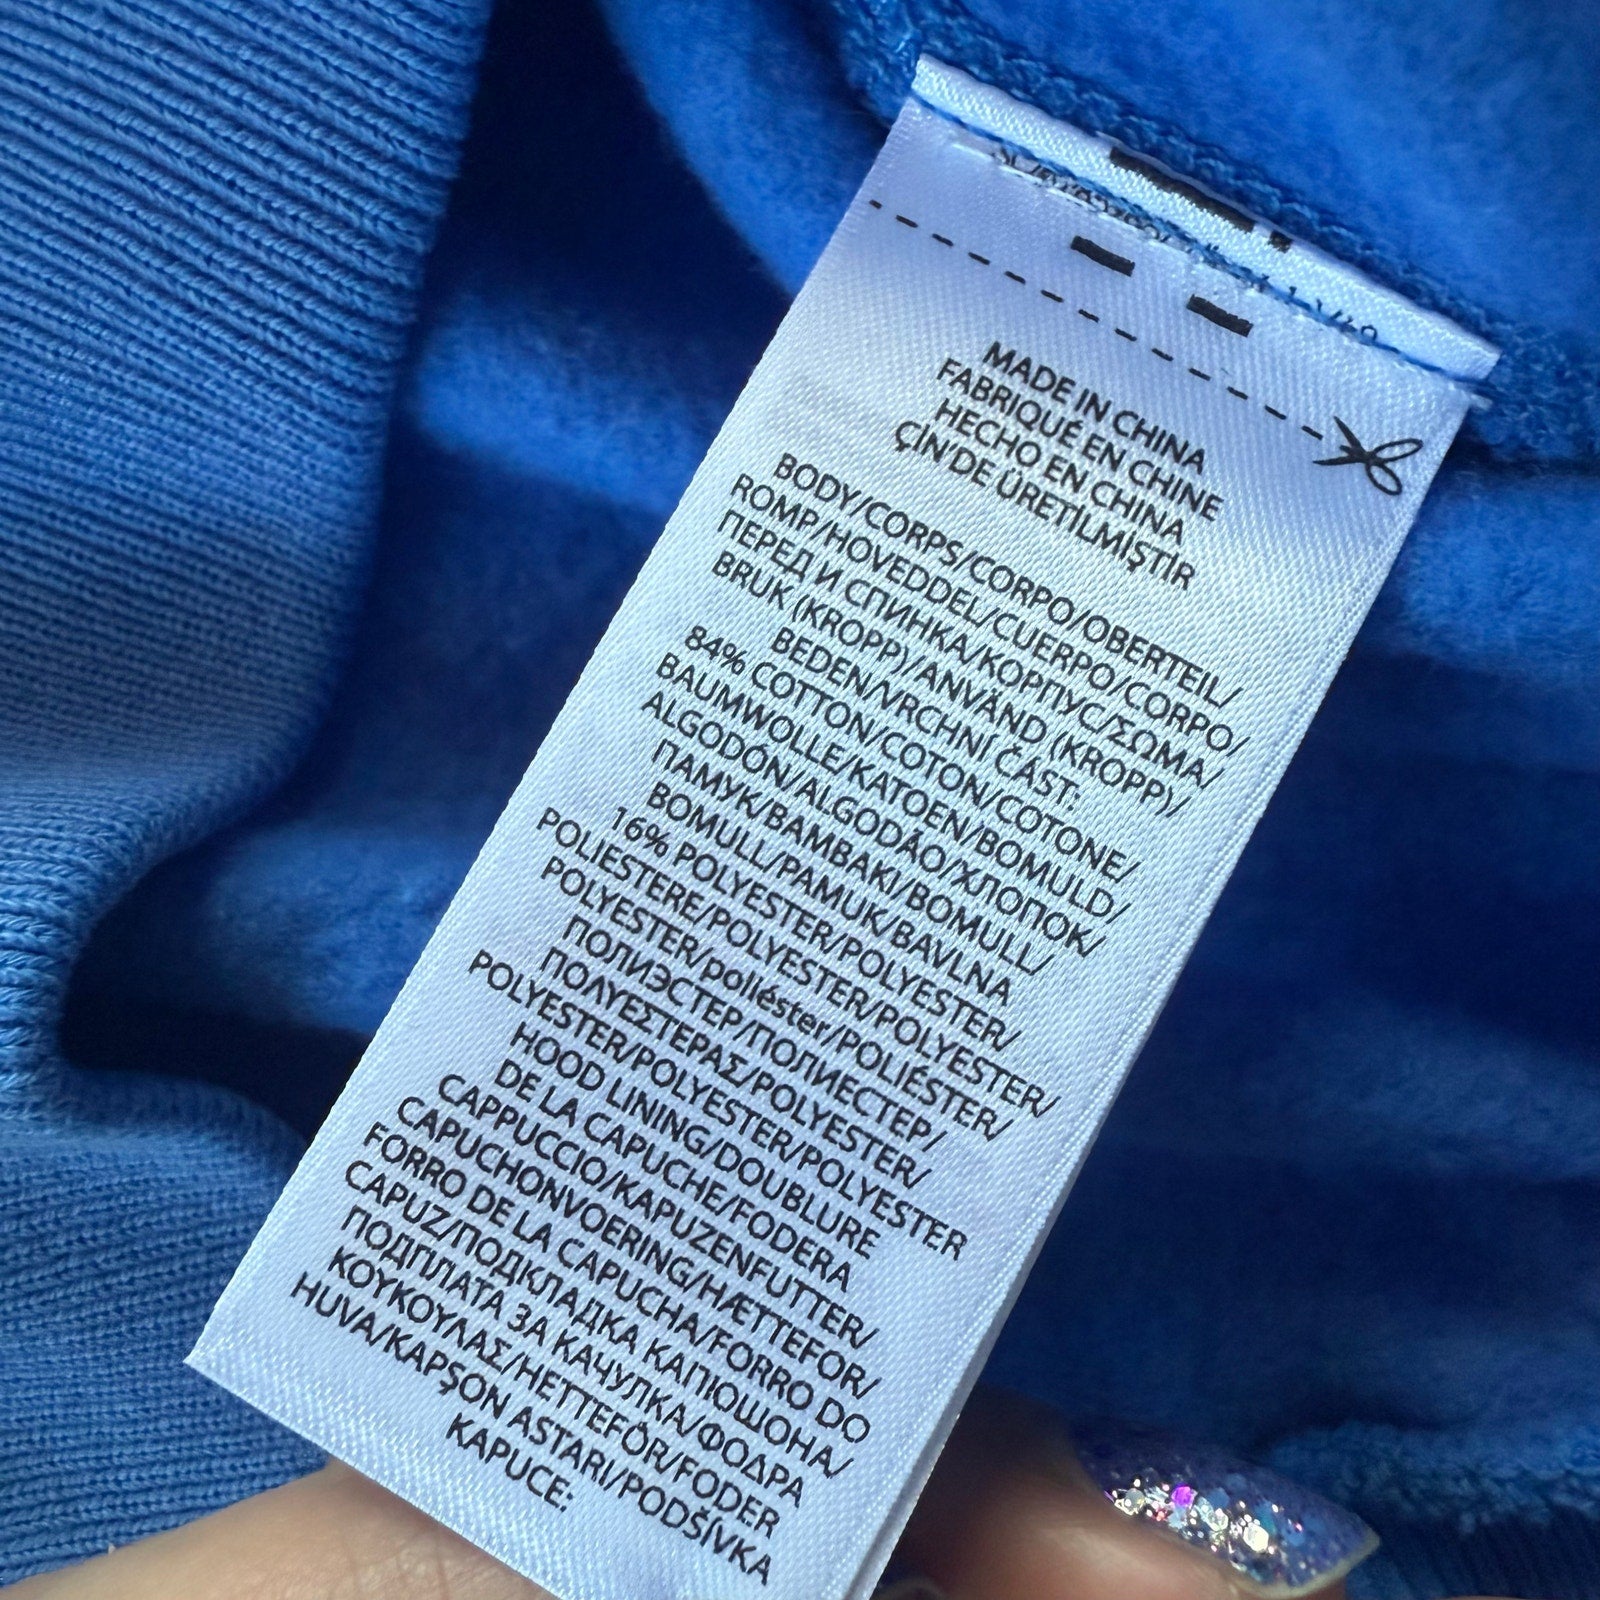 MADE IN CHINA
FABRIQUÉ EN CHINE
HECHO EN CHINA
ÇİN'DE ÜRETİLMİŞTİR
BODY/CORPS/CORPO/OBERTEIL/
ROMP/HOVEDDEL/CUERPO/CORPO/
ПЕРЕД И СПИНКА/КОРПУС/ΣΩΜΑ/
BRUK (KROPP)/ANVÄND (KROPP)/
BEDEN/VRCHNÍ ČÁST:
84% COTTON/COTON/COTONE/
BAUMWOLLE/KATOEN/BOMULD/
ALGODÓN/ALGODÃO/ХЛОПОК/
ПАМУК/ΒΑΜΒΑΚΙ/BOMULL/
BOMULL/PAMUK/BAVLNA
16% POLYESTER/POLYESTER/
POLIESTERE/POLYESTER/POLYESTER/
POLYESTER/poliéster/POLIÉSTER/
ПОЛИЭСТЕР/ПОЛИЕСТЕР/
ΠΟΛΥΕΣΤΕΡΑΣ/POLYESTER/
POLYESTER/POLYESTER/POLYESTER
HOOD LINING/DOUBLURE
DE LA CAPUCHE/FODERA
CAPPUCCIO/KAPUZENFUTTER/
CAPUCHONVOERING/HÆTTEFOR/
FORRO DE LA CAPUCHA/FORRO DO
CAPUZ/ПОДКЛАДКА КАПЮШОНА/
ПОДПЛАТА ЗА КАЧУЛКА/ΦΟΔΡΑ
ΚΟΥΚΟΥΛΑΣ/HETTEFÔR/FODER
HUVA/KAPŞON ASTARI/PODŠÍVKA
KAPUCE: